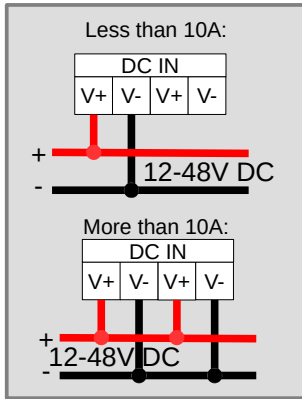 Less than 10A:
DC IN
V+ V- V+ V-
+
12-48V DC
-
More than 10A:
DC IN
V+ V- V+ V-
+
12-48V DC
-